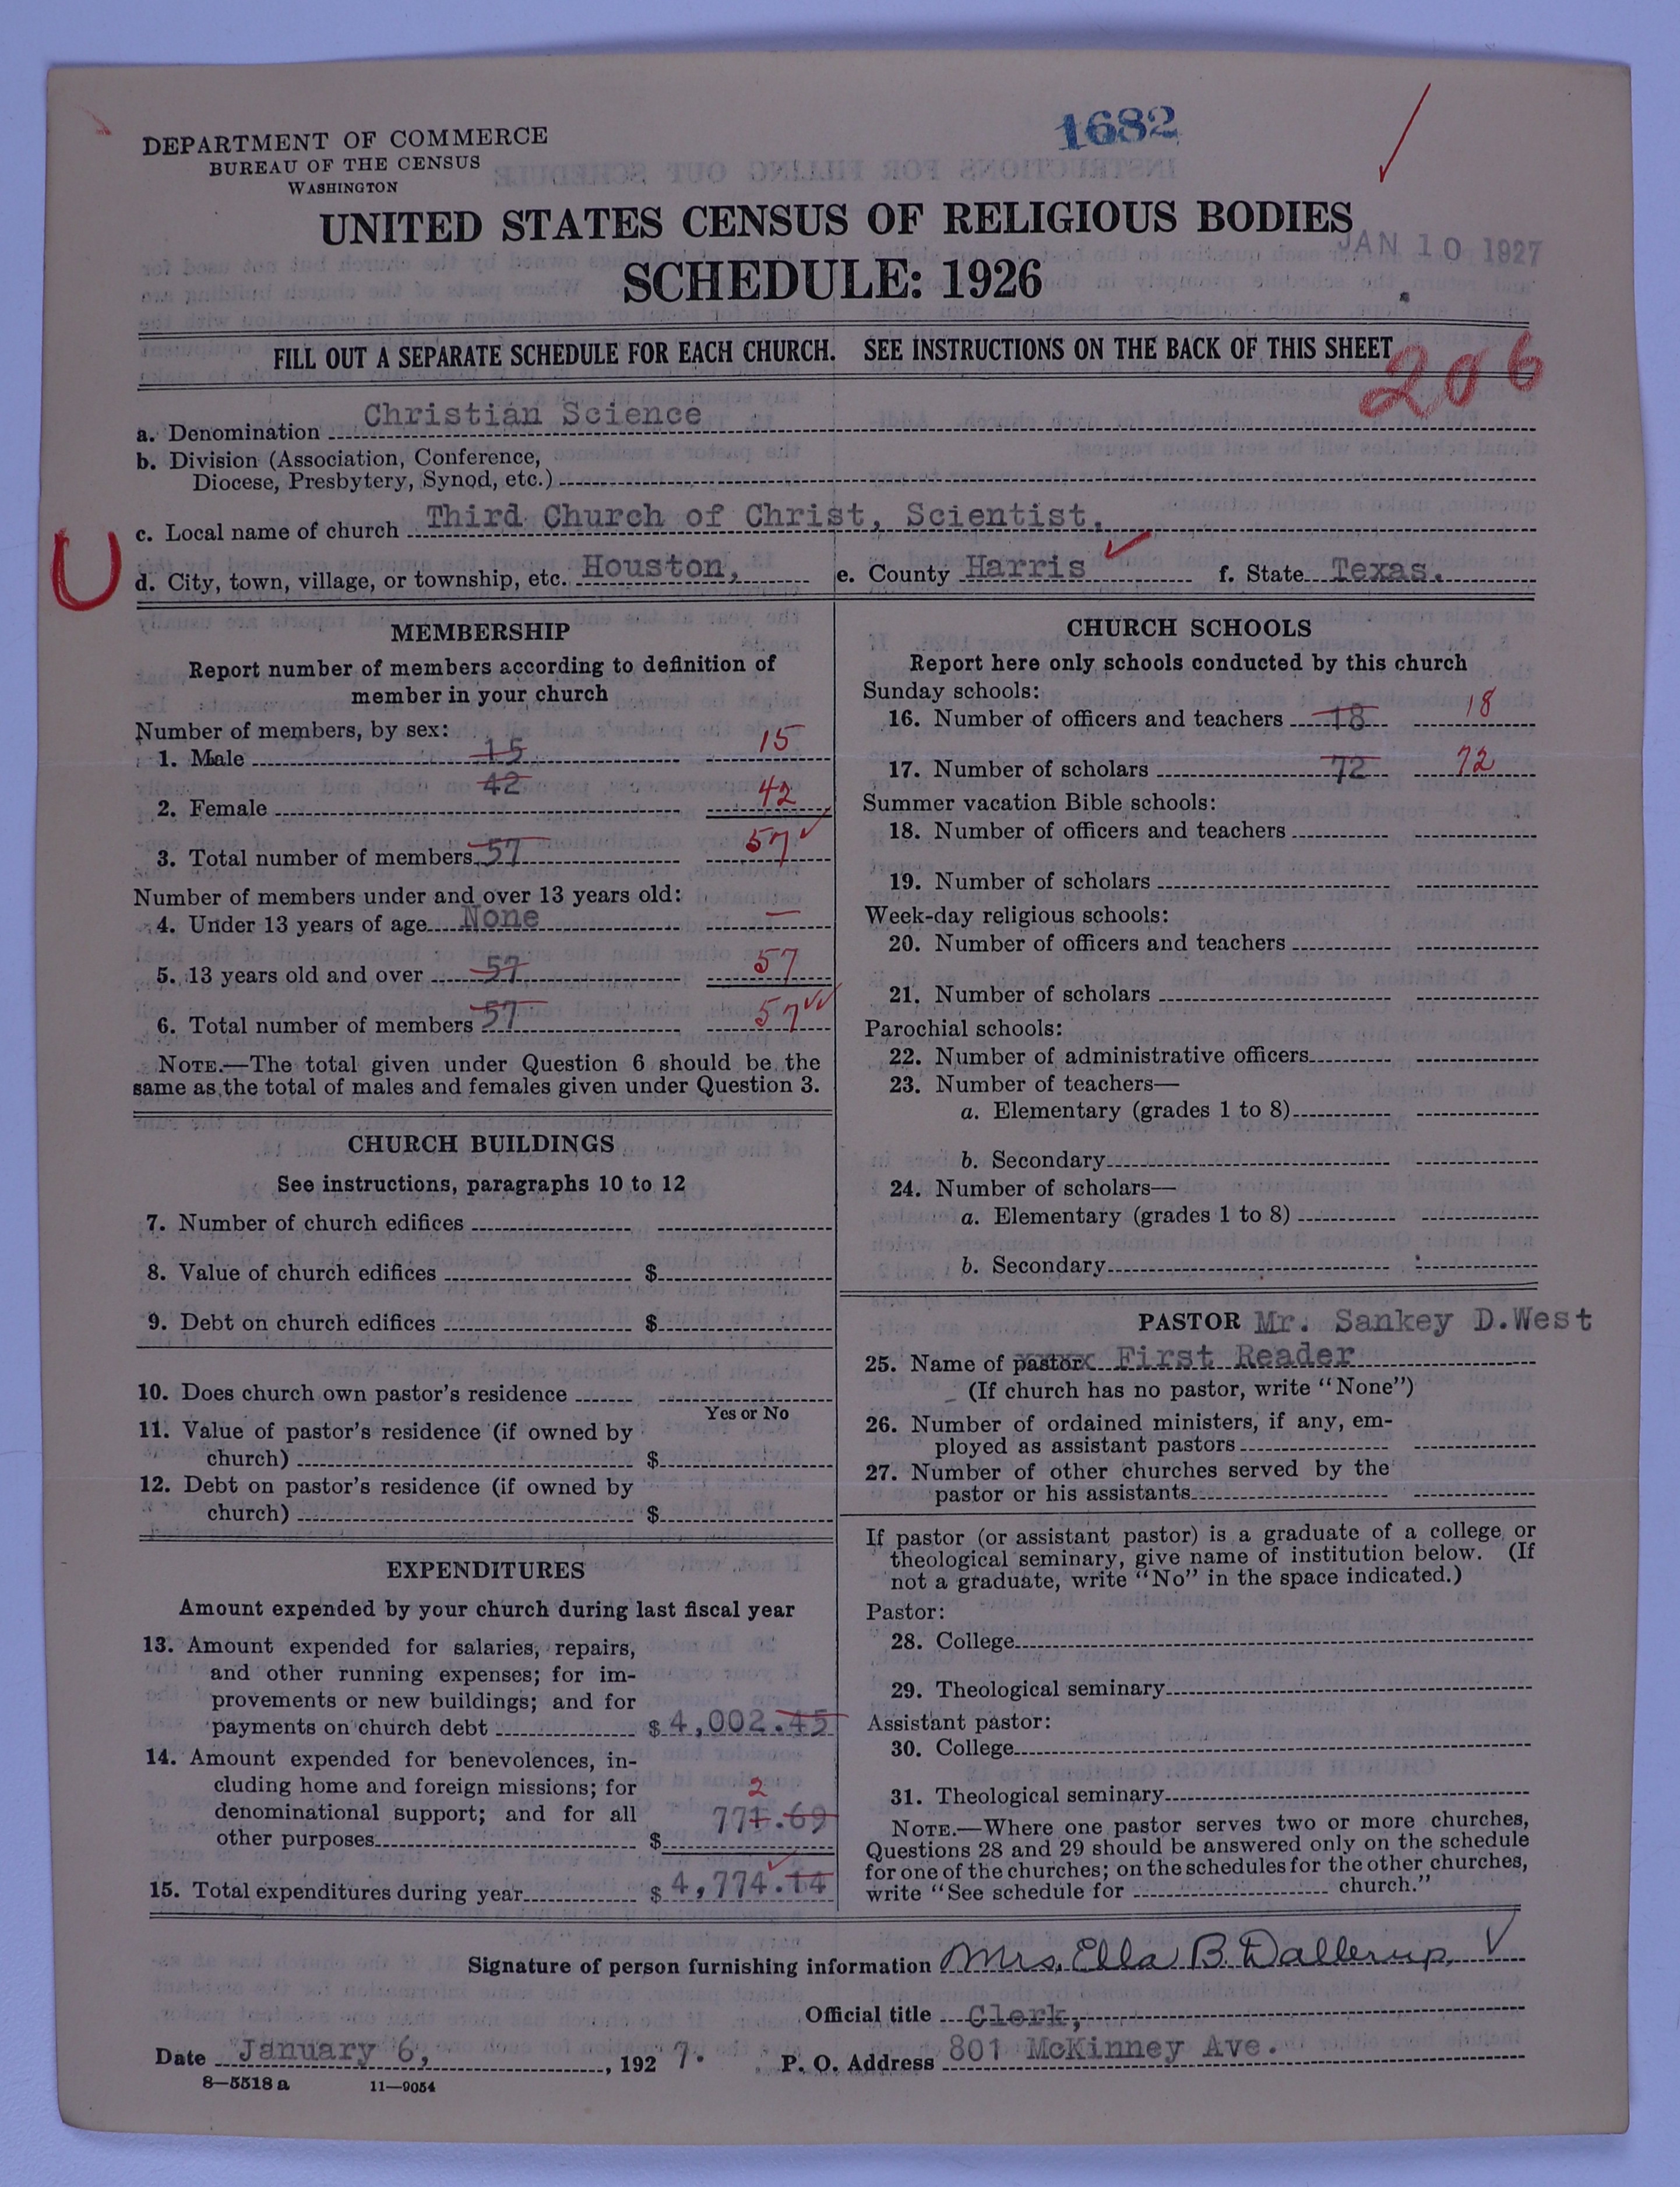 1682
DEPARTMENT OF COMMERCE
BUREAU OF THE CENSUS
WASHINGTON
UNITED STATES CENSUS OF RELIGIOUS BODIES
JAN 10 1927
SCHEDULE: 1926
FILL OUT A SEPARATE SCHEDULE FOR EACH CHURCH. SEE INSTRUCTIONS ON THE BACK OF THIS SHEET
206
a. Denomination Christian Science
b. Division (Association, Conference,
Diocese, Presbytery, Synod, etc.)
c. Local name of church Third Church of Christ, Scientist.
U
d. City, town, village, or township, etc. Houston, e. County Harris f. State Texas.
MEMBERSHIP
Report number of members according to definition of
member in your church
Number of members, by sex:
1. Male 15 15
2. Female 42 42
3. Total number of members 57 57
Number of members under and over 13 years old:
4. Under 13 years of age None —
5. 13 years old and over 57 57
6. Total number of members 57 57
NOTE.—The total given under Question 6 should be the
same as the total of males and females given under Question 3.
CHURCH BUILDINGS
See instructions, paragraphs 10 to 12
7. Number of church edifices
8. Value of church edifices $
9. Debt on church edifices $
10. Does church own pastor's residence
Yes or No
11. Value of pastor's residence (if owned by
church) $
12. Debt on pastor's residence (if owned by
church) $
EXPENDITURES
Amount expended by your church during last fiscal year
13. Amount expended for salaries, repairs,
and other running expenses; for im-
provements or new buildings; and for
payments on church debt $ 4,002.45
14. Amount expended for benevolences, in-
cluding home and foreign missions; for 2
denominational support; and for all 771.69
other purposes $
15. Total expenditures during year $ 4,774.14
CHURCH SCHOOLS
Report here only schools conducted by this church
Sunday schools:
16. Number of officers and teachers 18 18
17. Number of scholars 72 72
Summer vacation Bible schools:
18. Number of officers and teachers
19. Number of scholars
Week-day religious schools:
20. Number of officers and teachers
21. Number of scholars
Parochial schools:
22. Number of administrative officers
23. Number of teachers—
a. Elementary (grades 1 to 8)
b. Secondary
24. Number of scholars—
a. Elementary (grades 1 to 8)
b. Secondary
PASTOR Mr. Sankey D.West
25. Name of pastor xxxx First Reader
(If church has no pastor, write "None")
26. Number of ordained ministers, if any, em-
ployed as assistant pastors
27. Number of other churches served by the
pastor or his assistants
If pastor (or assistant pastor) is a graduate of a college or
theological seminary, give name of institution below. (If
not a graduate, write "No" in the space indicated.)
Pastor:
28. College
29. Theological seminary
Assistant pastor:
30. College
31. Theological seminary
NOTE.—Where one pastor serves two or more churches,
Questions 28 and 29 should be answered only on the schedule
for one of the churches; on the schedules for the other churches,
write "See schedule for church."
Signature of person furnishing information Mrs. Ella B. Dallerup
Official title Clerk,
Date January 6, , 1927. P. O. Address 801 McKinney Ave.
8—5518 a 11—9054